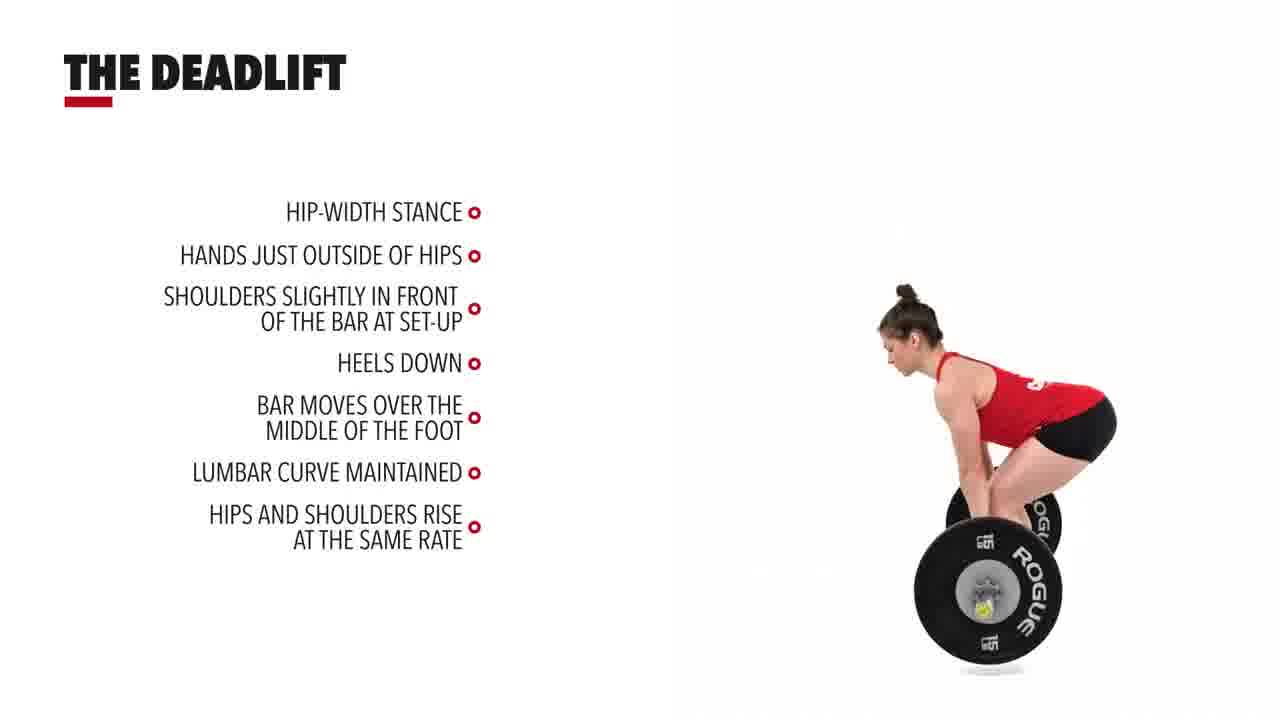 THE DEADLIFT
HIP-WIDTH STANCE
HANDS JUST OUTSIDE OF HIPS
SHOULDERS SLIGHTLY IN FRONT
OF THE BAR AT SET-UP
HEELS DOWN
BAR MOVES OVER THE
MIDDLE OF THE FOOT
LUMBAR CURVE MAINTAINED
HIPS AND SHOULDERS RISE
AT THE SAME RATE
ROGU
15
ROGUE
15